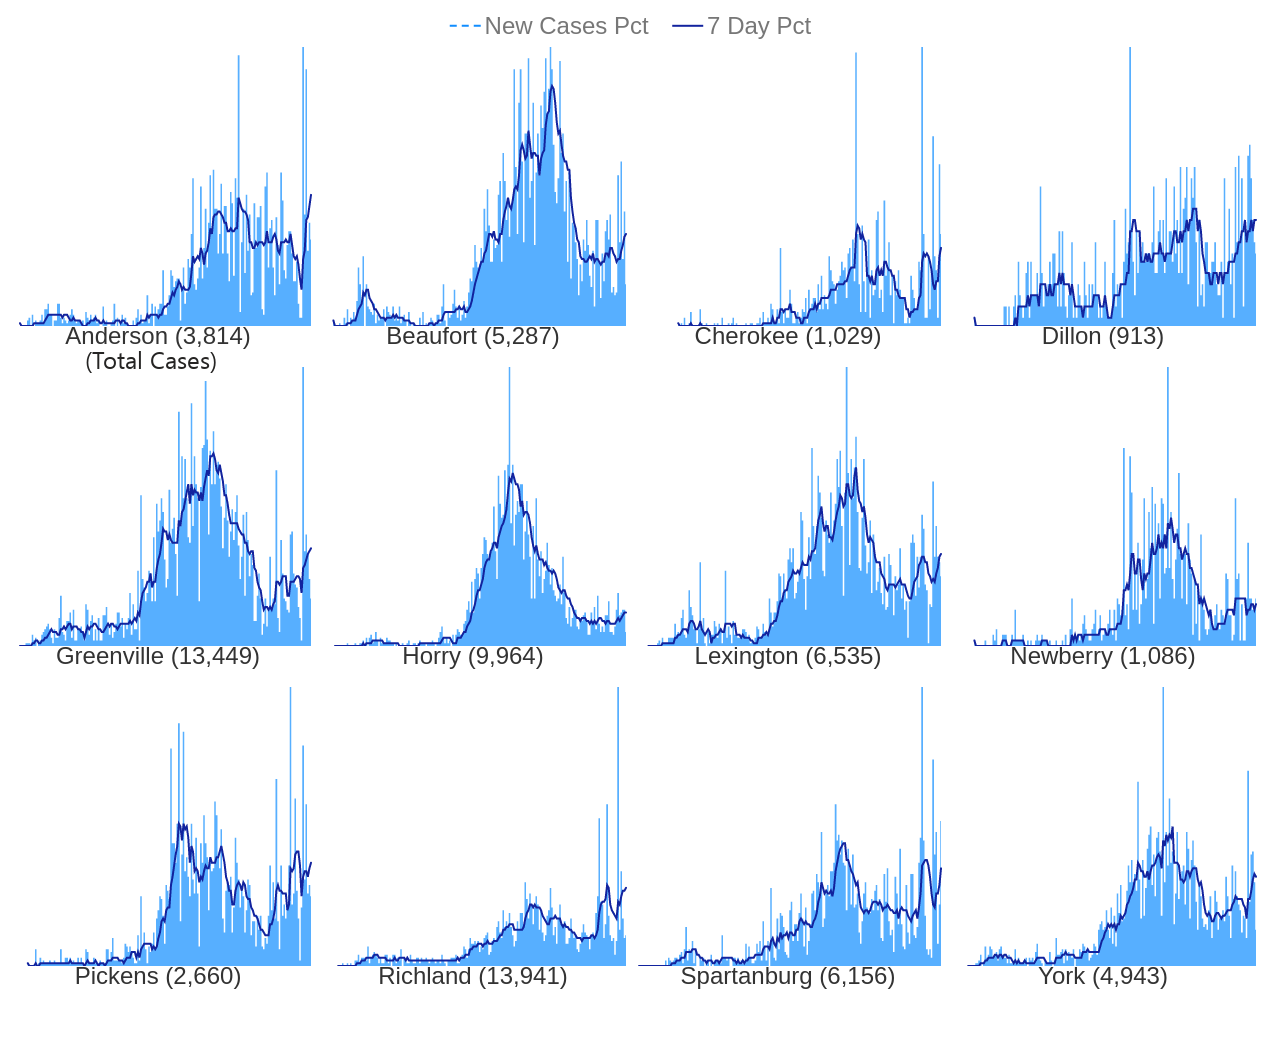 New Cases Pct 7 Day Pct
Anderson (3,814) Beaufort (5,287) Cherokee (1,029) Dillon (913)
(Total Cases)
Greenville (13,449) Horry (9,964) Lexington (6,535) Newberry (1,086)
Pickens (2,660) Richland (13,941) Spartanburg (6,156) York (4,943)